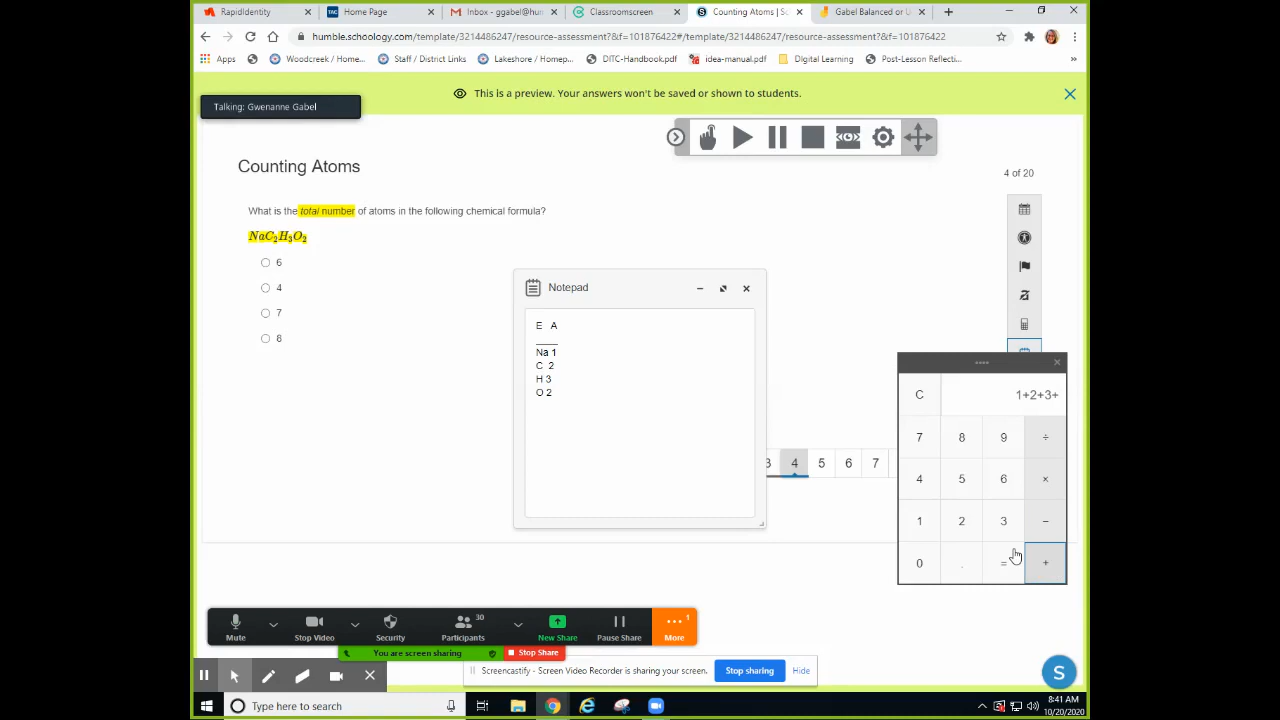 RapidIdentity
Home Page
Inbox - ggabel@hum
Classroomscreen
Counting Atoms | Sc
Gabel Balanced or U
humble.schoology.com/template/3214486247/resource-assessment?&f=101876422#/template/3214486247/resource-assessment?&f=101876422
Apps
Woodcreek / Home...
Staff / District Links
Lakeshore / Homep...
DITC-Handbook.pdf
idea-manual.pdf
Digital Learning
Post-Lesson Reflecti...
»
This is a preview. Your answers won't be saved or shown to students.
Talking: Gwenanne Gabel
Counting Atoms
4 of 20
What is the total number of atoms in the following chemical formula?
NaC₂H₃O₂
6
4
7
8
Notepad
E A
Na 1
C 2
H 3
O 2
3 4 5 6 7
C 1+2+3+
7 8 9 ÷
4 5 6 ×
1 2 3 −
0 . = +
Mute
Stop Video
Security
30
Participants
New Share
Pause Share
1
More
You are screen sharing
Stop Share
Screencastify - Screen Video Recorder is sharing your screen.
Stop sharing
Hide
S
Type here to search
8:41 AM
10/20/2020